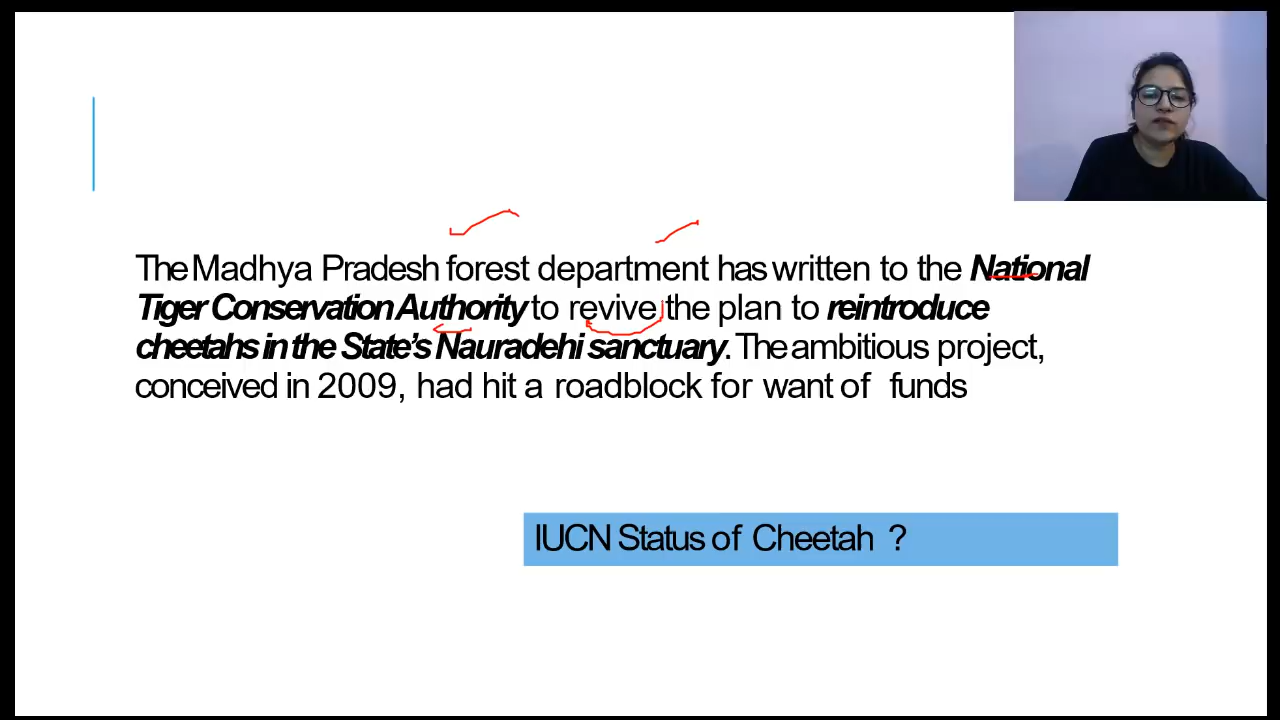 The Madhya Pradesh forest department has written to the National
Tiger Conservation Authority to revive the plan to reintroduce
cheetahs in the State's Nauradehi sanctuary. The ambitious project,
conceived in 2009, had hit a roadblock for want of funds
IUCN Status of Cheetah ?